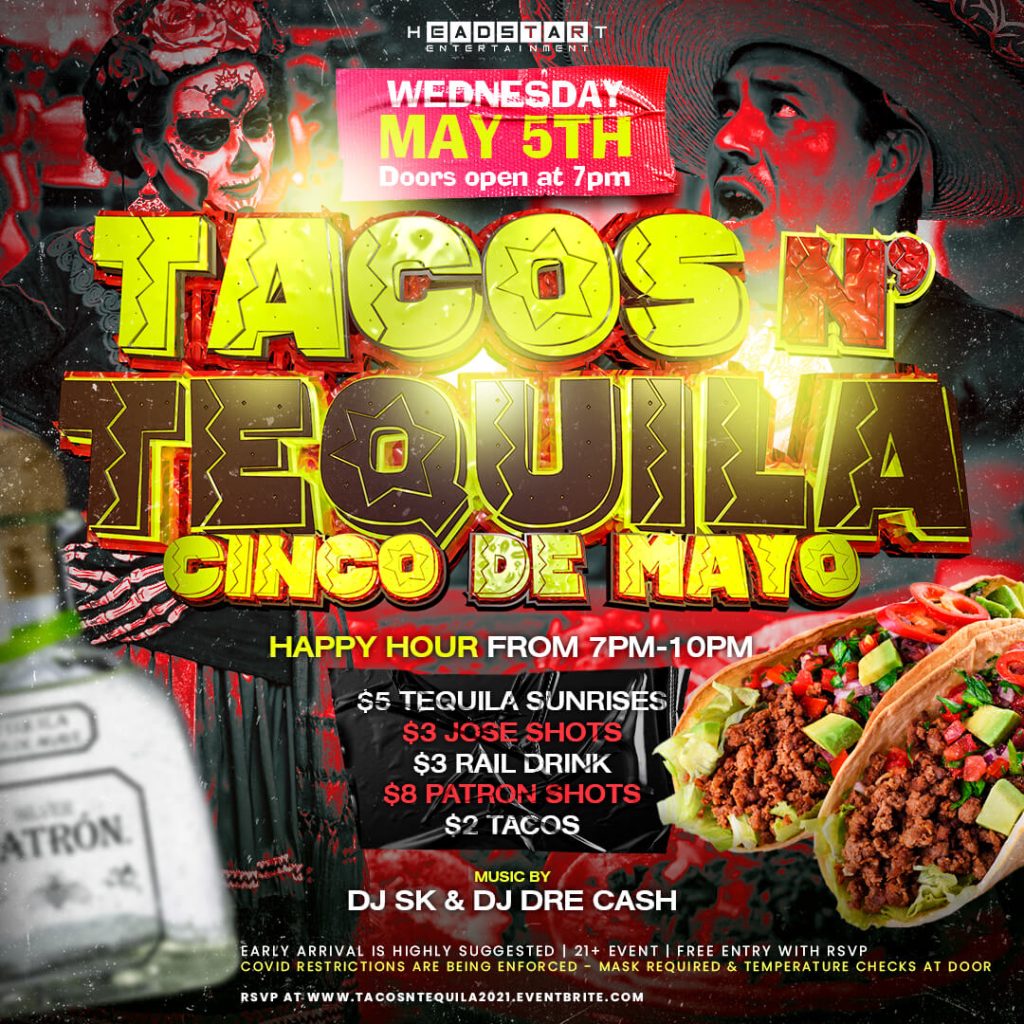 HEADSTART
ENTERTAINMENT
WEDNESDAY
MAY 5TH
Doors open at 7pm
TACOS N'
TEQUILA
CINCO DE MAYO
HAPPY HOUR FROM 7PM-10PM
$5 TEQUILA SUNRISES
$3 JOSE SHOTS
$3 RAIL DRINK
$8 PATRON SHOTS
$2 TACOS
MUSIC BY
DJ SK & DJ DRE CASH
EARLY ARRIVAL IS HIGHLY SUGGESTED | 21+ EVENT | FREE ENTRY WITH RSVP
COVID RESTRICTIONS ARE BEING ENFORCED - MASK REQUIRED & TEMPERATURE CHECKS AT DOOR
RSVP AT WWW.TACOSNTEQUILA2021.EVENTBRITE.COM
TEQUILA
ATRÓN.